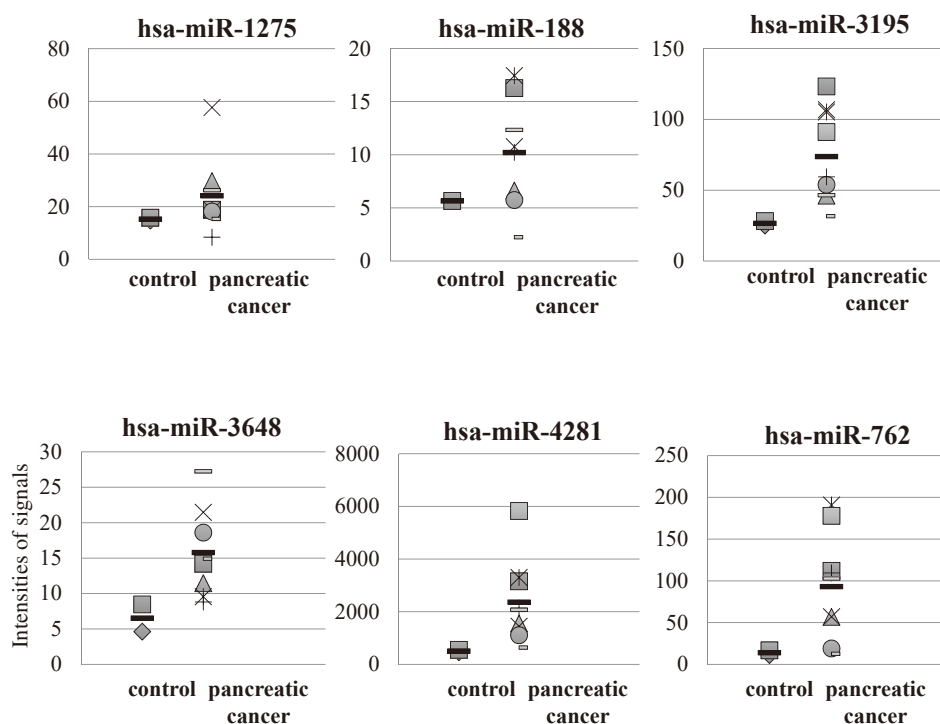 hsa-miR-1275
80
60
40
20
0
control pancreatic
cancer
hsa-miR-188
20
15
10
5
0
control pancreatic
cancer
hsa-miR-3195
150
100
50
0
control pancreatic
cancer
Intensities of signals
hsa-miR-3648
30
25
20
15
10
5
0
control pancreatic
cancer
hsa-miR-4281
8000
6000
4000
2000
0
control pancreatic
cancer
hsa-miR-762
250
200
150
100
50
0
control pancreatic
cancer